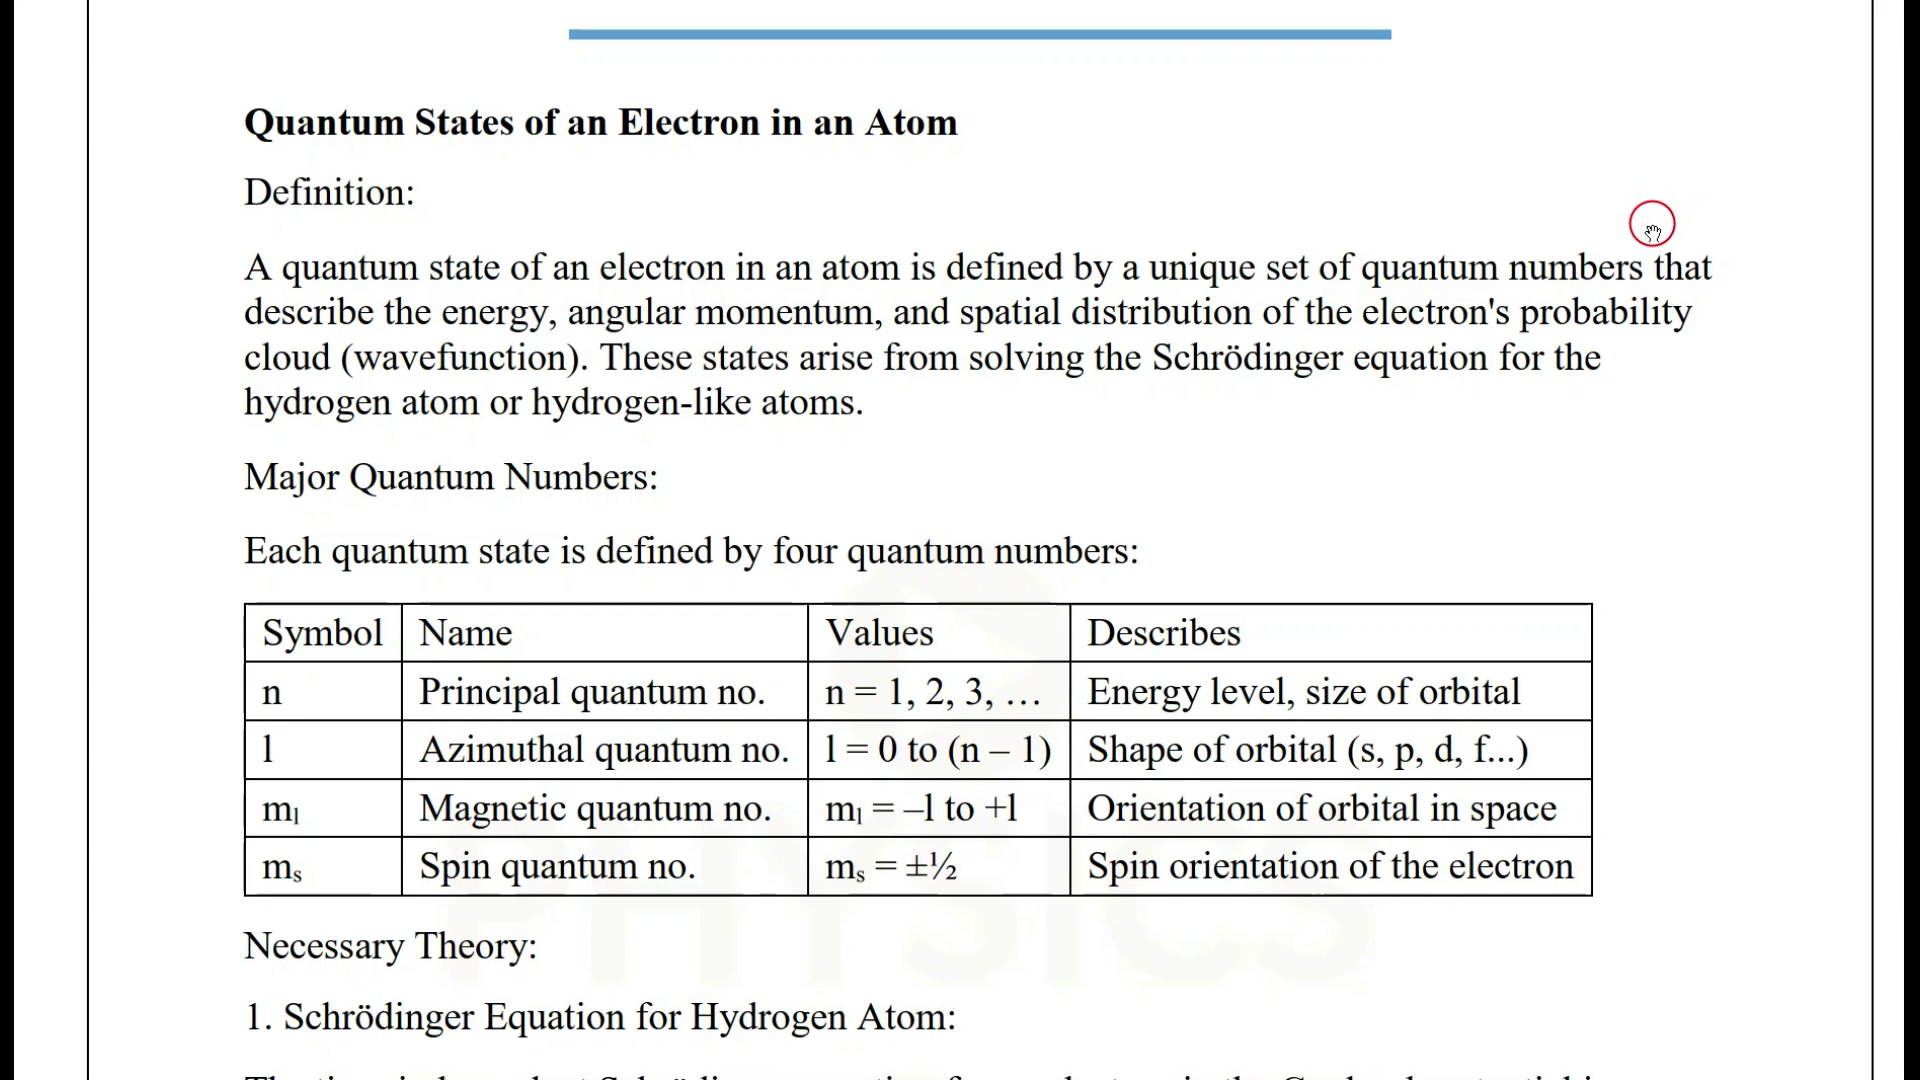 Quantum States of an Electron in an Atom
Definition:
A quantum state of an electron in an atom is defined by a unique set of quantum numbers that
describe the energy, angular momentum, and spatial distribution of the electron's probability
cloud (wavefunction). These states arise from solving the Schrödinger equation for the
hydrogen atom or hydrogen-like atoms.
Major Quantum Numbers:
Each quantum state is defined by four quantum numbers:
Symbol Name Values Describes
n Principal quantum no. n = 1, 2, 3, … Energy level, size of orbital
l Azimuthal quantum no. l = 0 to (n – 1) Shape of orbital (s, p, d, f...)
mₗ Magnetic quantum no. mₗ = –l to +l Orientation of orbital in space
mₛ Spin quantum no. mₛ = ±½ Spin orientation of the electron
PHYSICS
Necessary Theory:
1. Schrödinger Equation for Hydrogen Atom: